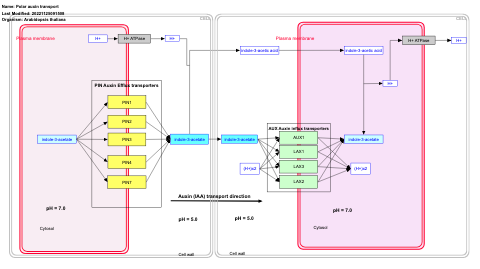 Name: Polar auxin transport
Last Modified: 20221129091509
Organism: Arabidopsis thaliana
CELL
CELL
Plasma membrane
H+
H+ ATPase
H+
Plasma membrane
H+ ATPase
H+
indole-3-acetic acid
indole-3-acetic acid
H+
PIN Auxin Efflux transporters
PIN1
PIN2
PIN3
PIN4
PIN7
indole-3-acetate
indole-3-acetate
indole-3-acetate
indole-3-acetate
AUX Auxin influx transporters
AUX1
LAX1
LAX3
LAX2
(H+)x2
(H+)x2
Auxin (IAA) transport direction
pH = 7.0
pH = 5.0
pH = 5.0
pH = 7.0
Cytosol
Cytosol
Cell wall
Cell wall